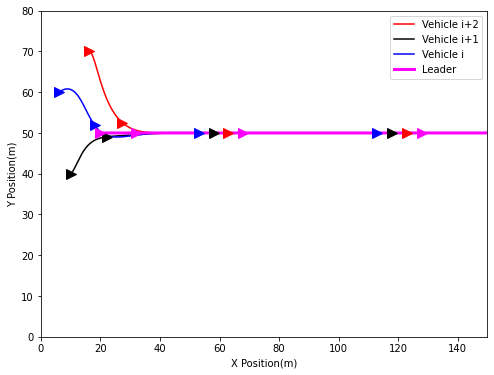 80
70
60
50
40
30
20
10
0
Y Position(m)
0 20 40 60 80 100 120 140
X Position(m)
Vehicle i+2
Vehicle i+1
Vehicle i
Leader